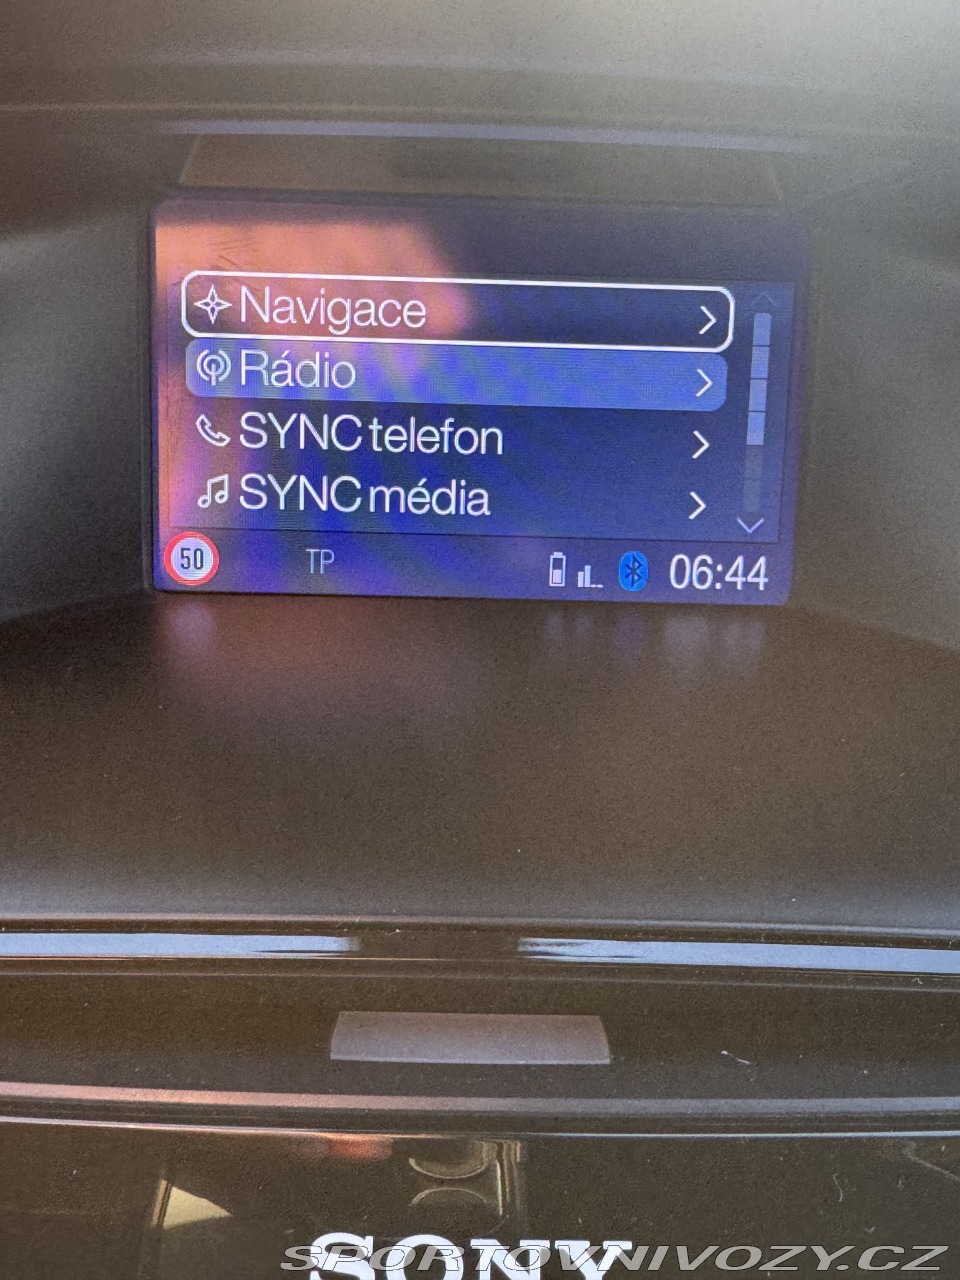 Navigace
Rádio
SYNC telefon
SYNC média
50 TP 06:44
SONY
SPORTOVNIVOZY.CZ